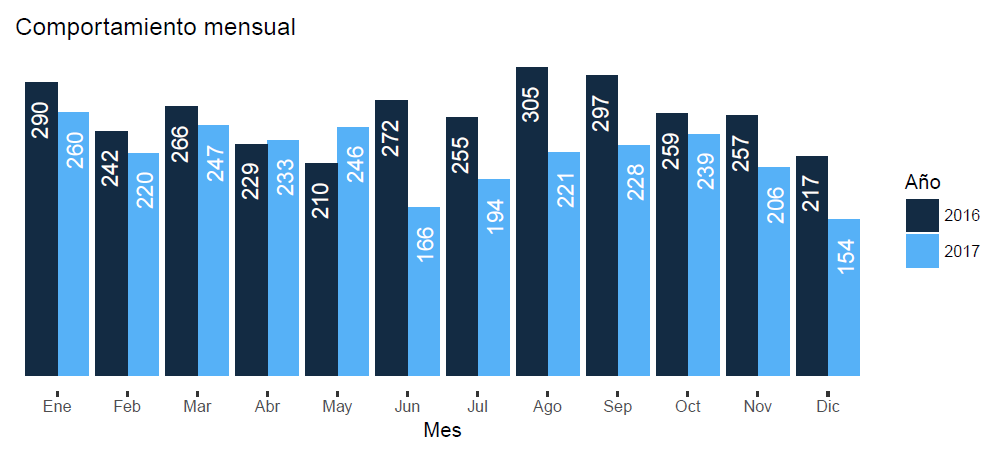 Comportamiento mensual
290 260 242 220 266 247 229 233 210 246 272 166 255 194 305 221 297 228 259 239 257 206 217 154
Año
2016
2017
Ene Feb Mar Abr May Jun Jul Ago Sep Oct Nov Dic
Mes